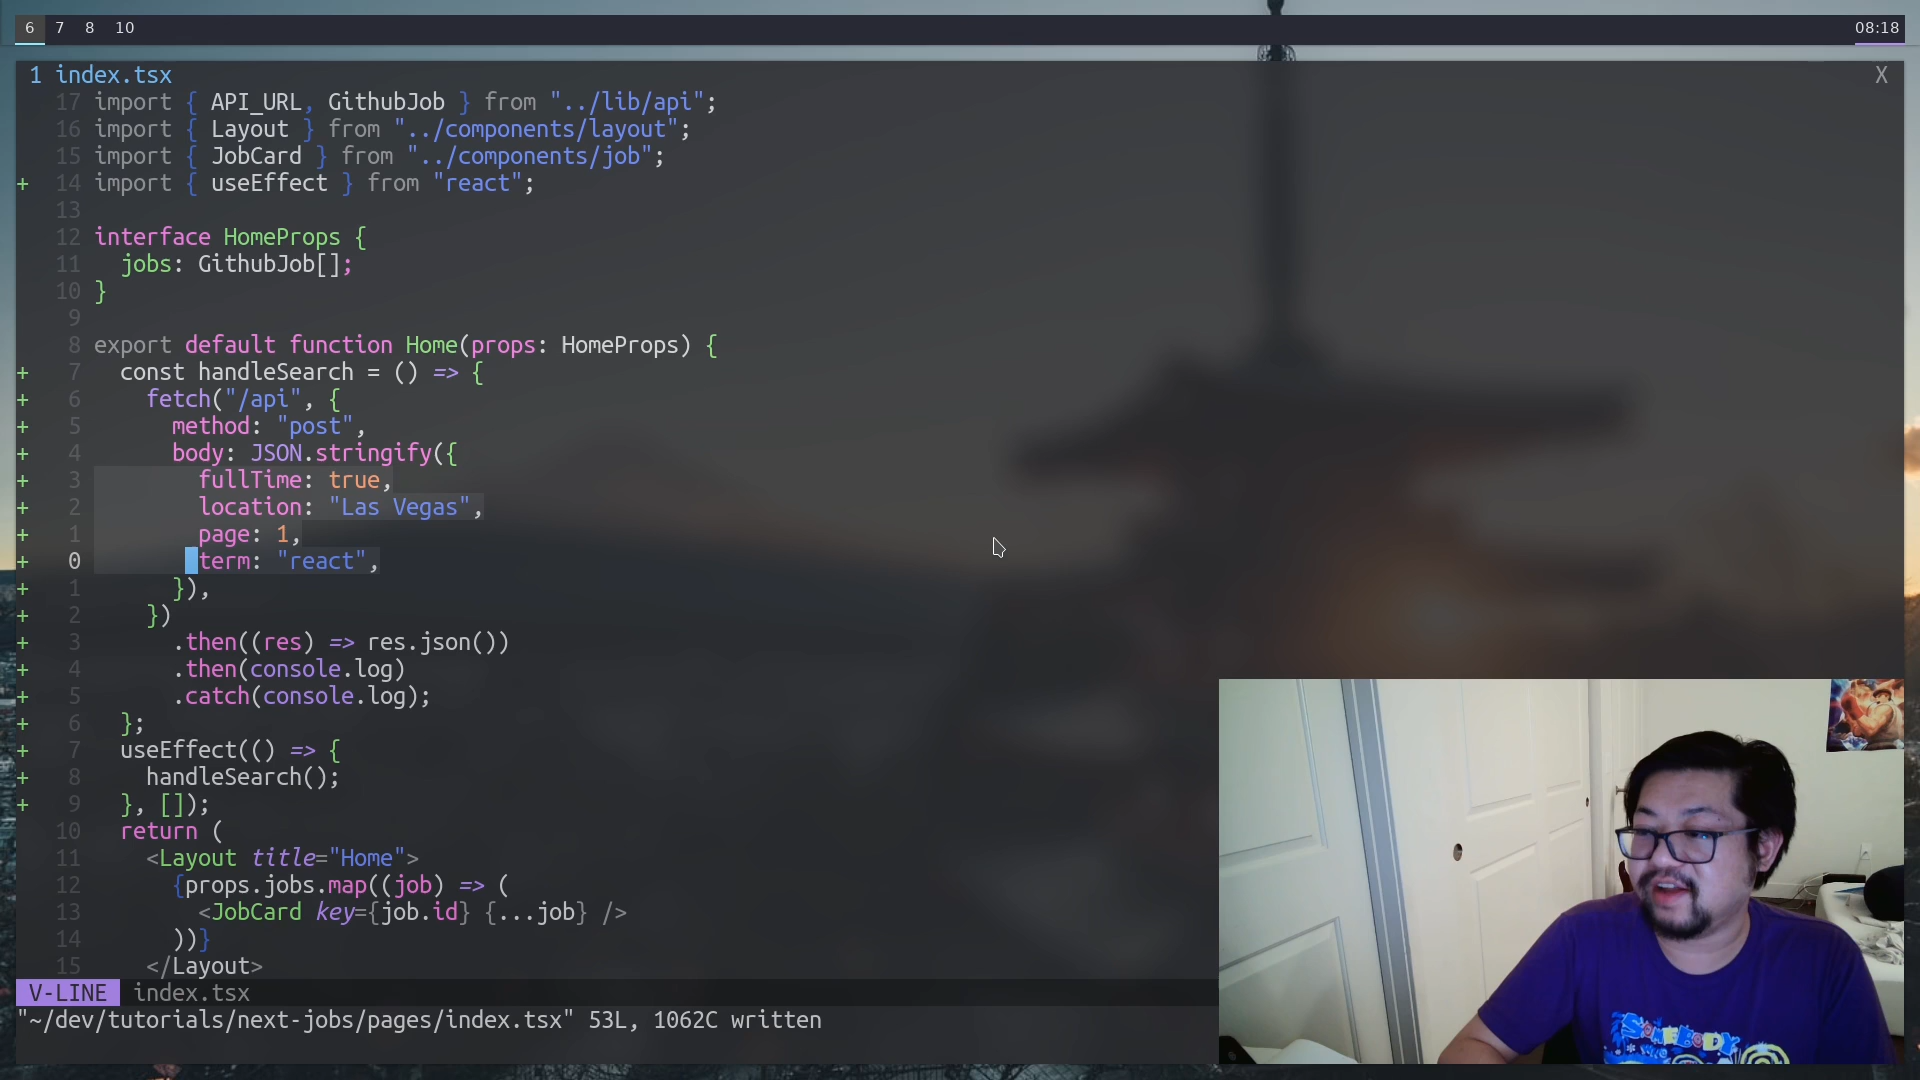 6 7 8 10 08:18
1 index.tsx X
17 import { API_URL, GithubJob } from "../lib/api";
16 import { Layout } from "../components/layout";
15 import { JobCard } from "../components/job";
+ 14 import { useEffect } from "react";
13
12 interface HomeProps {
11 jobs: GithubJob[];
10 }
9
8 export default function Home(props: HomeProps) {
+ 7 const handleSearch = () => {
+ 6 fetch("/api", {
+ 5 method: "post",
+ 4 body: JSON.stringify({
+ 3 fullTime: true,
+ 2 location: "Las Vegas",
+ 1 page: 1,
+ 0 term: "react",
+ 1 }),
+ 2 })
+ 3 .then((res) => res.json())
+ 4 .then(console.log)
+ 5 .catch(console.log);
+ 6 };
+ 7 useEffect(() => {
+ 8 handleSearch();
+ 9 }, []);
10 return (
11 <Layout title="Home">
12 {props.jobs.map((job) => (
13 <JobCard key={job.id} {...job} />
14 ))}
15 </Layout>
V-LINE index.tsx
"~/dev/tutorials/next-jobs/pages/index.tsx" 53L, 1062C written
SOMEBODY